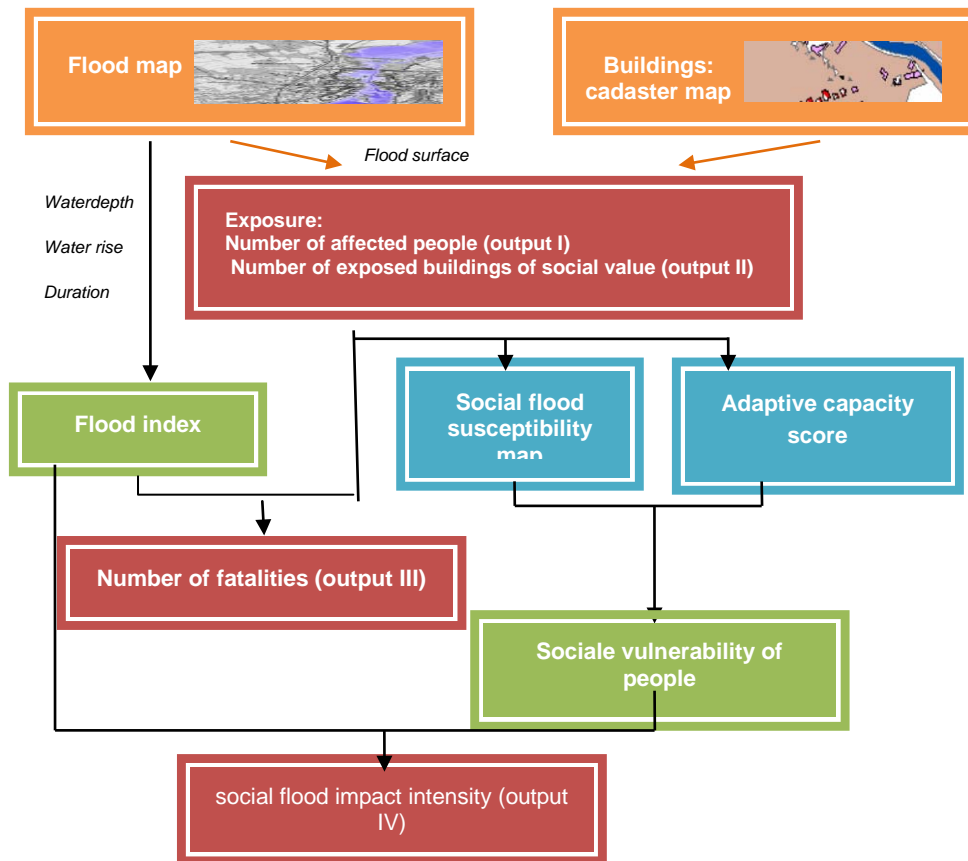 Flood map
Buildings:
cadaster map
Flood surface
Waterdepth
Water rise
Duration
Exposure:
Number of affected people (output I)
Number of exposed buildings of social value (output II)
Flood index
Social flood
susceptibility
map
Adaptive capacity
score
Number of fatalities (output III)
Sociale vulnerability of
people
social flood impact intensity (output
IV)